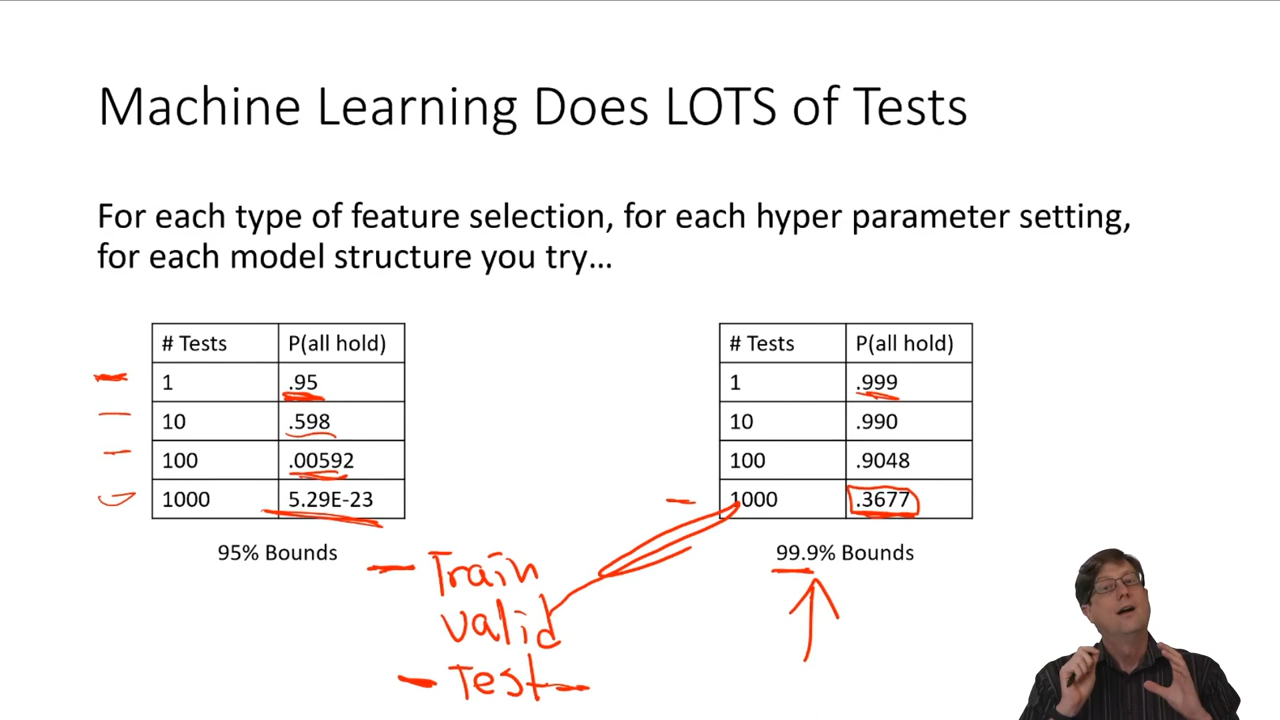 Machine Learning Does LOTS of Tests
For each type of feature selection, for each hyper parameter setting,
for each model structure you try…
# Tests P(all hold)
1 .95
10 .598
100 .00592
1000 5.29E-23
95% Bounds
# Tests P(all hold)
1 .999
10 .990
100 .9048
1000 .3677
99.9% Bounds
Train
valid
Test